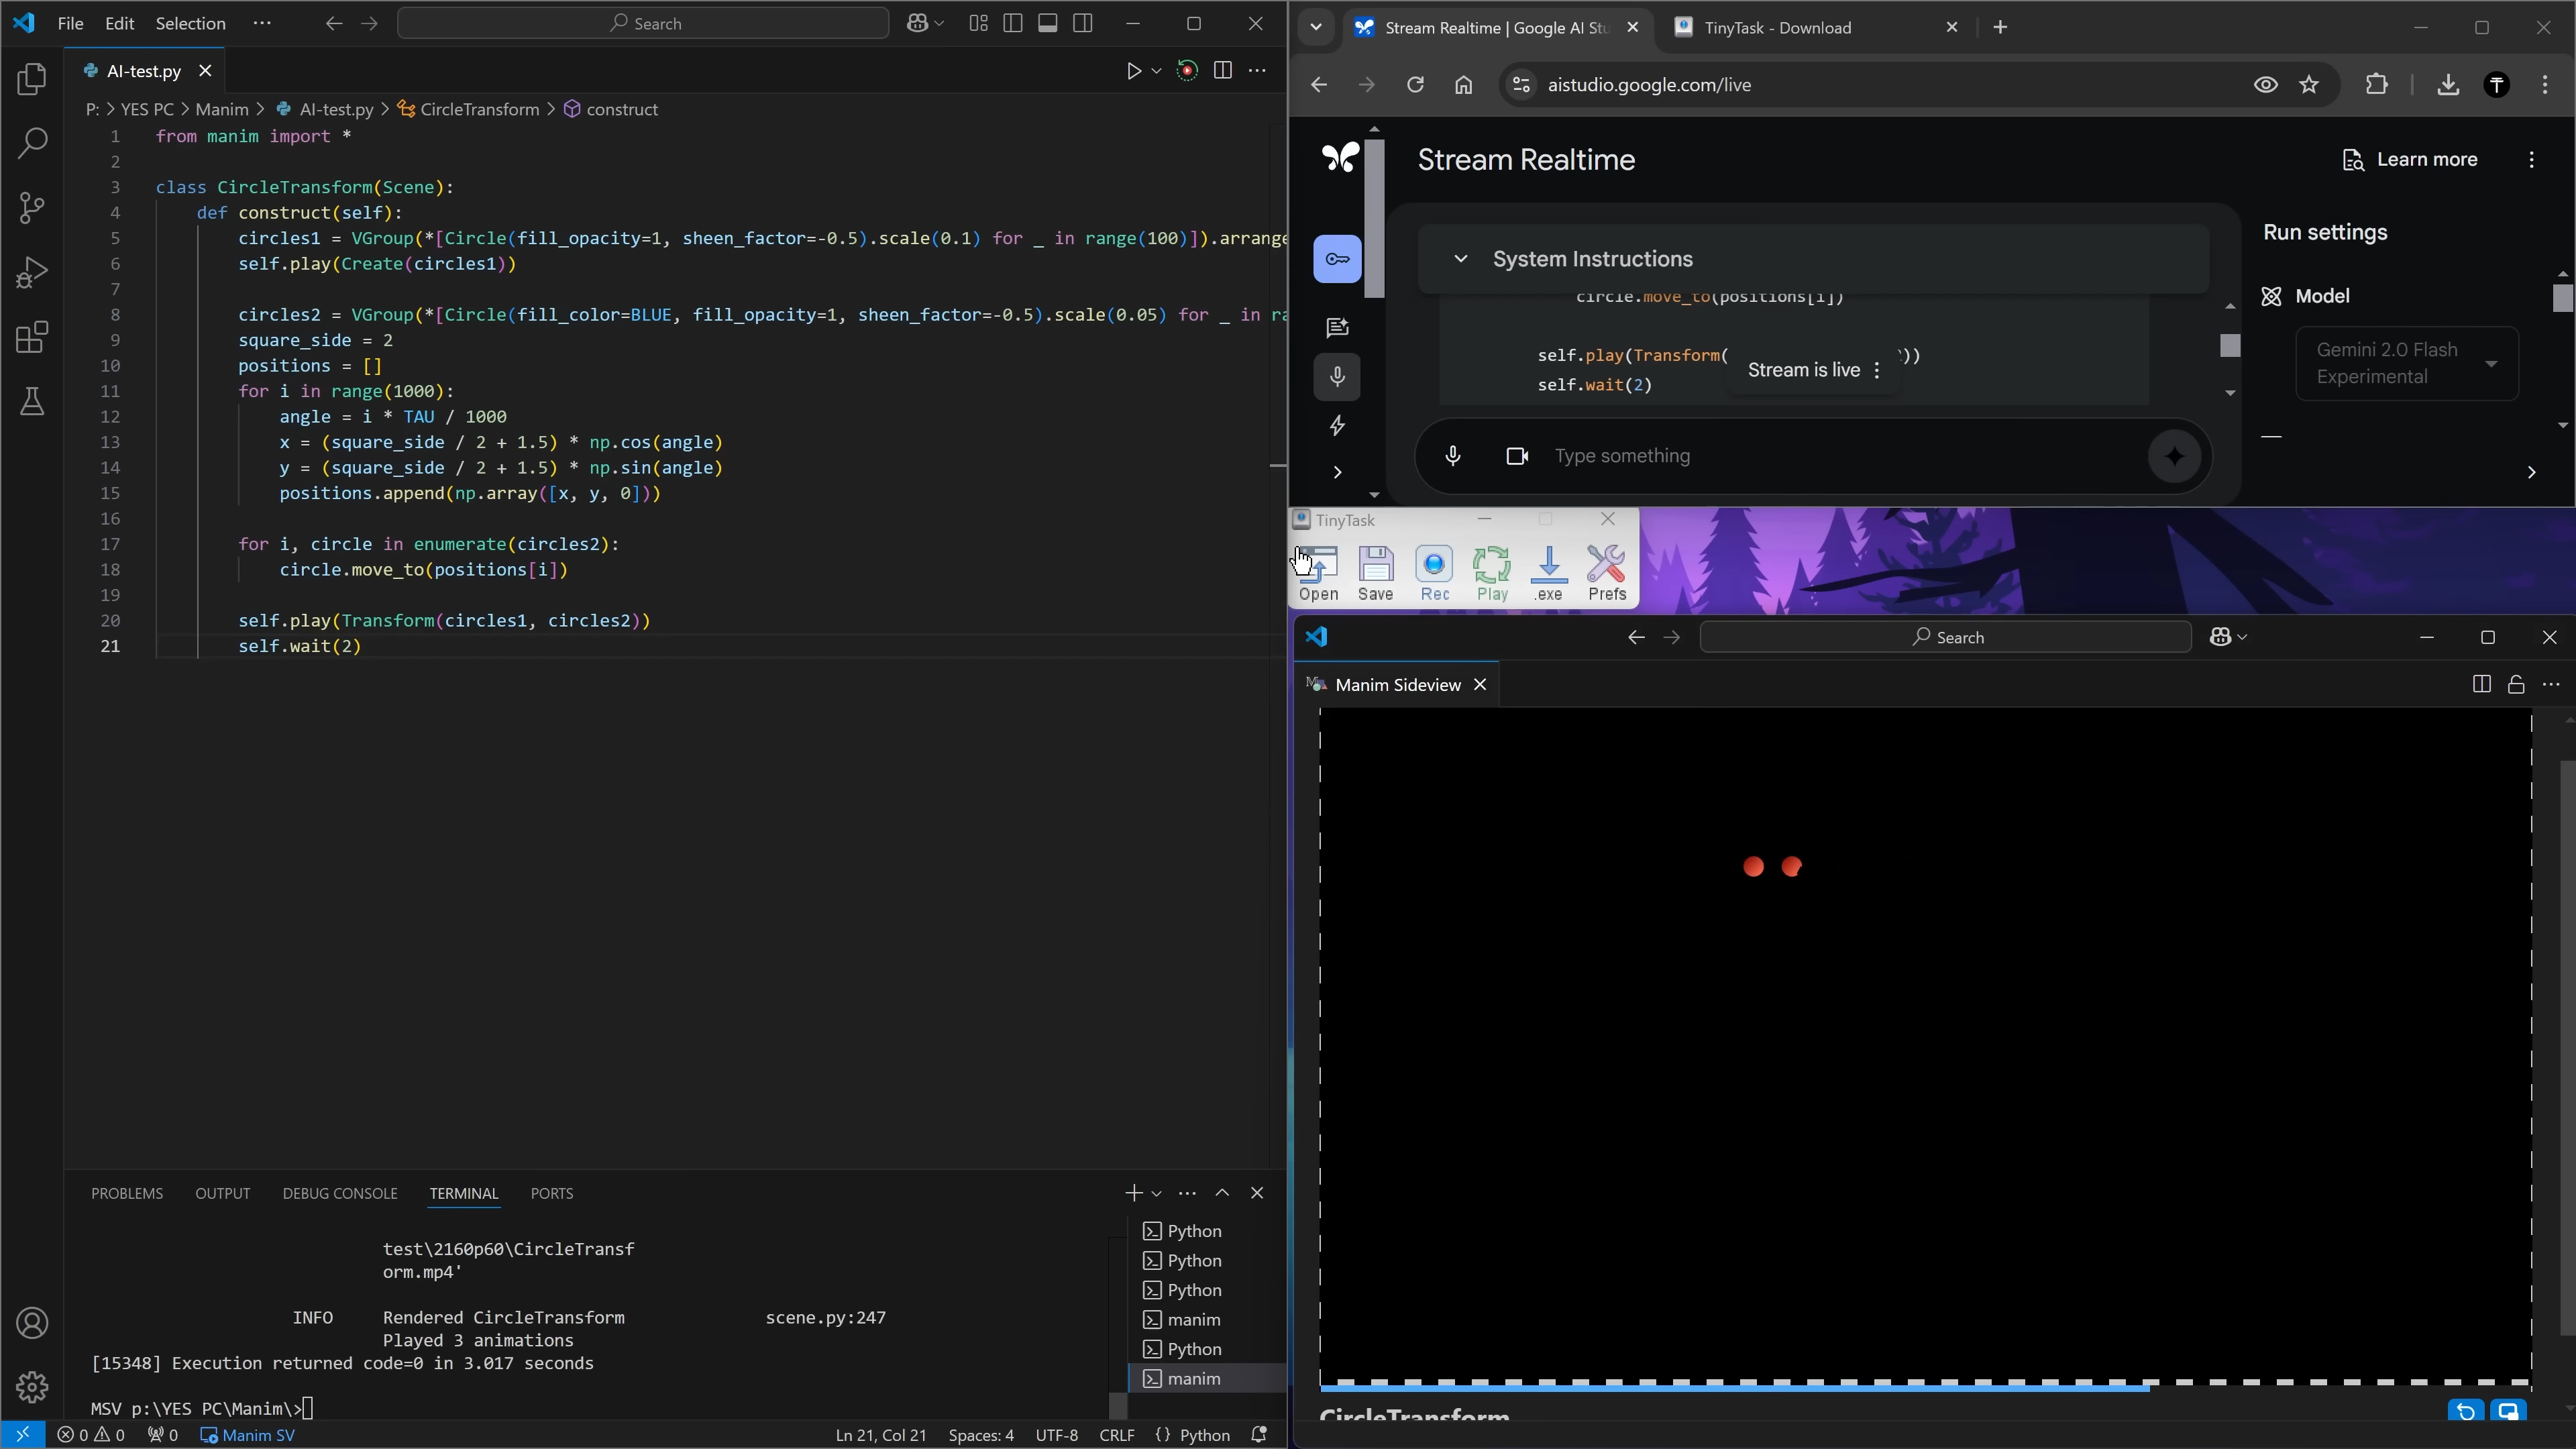 File Edit Selection ··· Search
AI-test.py
P: > YES PC > Manim > AI-test.py > CircleTransform > construct
1 from manim import *
2
3 class CircleTransform(Scene):
4 def construct(self):
5 circles1 = VGroup(*[Circle(fill_opacity=1, sheen_factor=-0.5).scale(0.1) for _ in range(100)]).arrange
6 self.play(Create(circles1))
7
8 circles2 = VGroup(*[Circle(fill_color=BLUE, fill_opacity=1, sheen_factor=-0.5).scale(0.05) for _ in ra
9 square_side = 2
10 positions = []
11 for i in range(1000):
12 angle = i * TAU / 1000
13 x = (square_side / 2 + 1.5) * np.cos(angle)
14 y = (square_side / 2 + 1.5) * np.sin(angle)
15 positions.append(np.array([x, y, 0]))
16
17 for i, circle in enumerate(circles2):
18 circle.move_to(positions[i])
19
20 self.play(Transform(circles1, circles2))
21 self.wait(2)
PROBLEMS OUTPUT DEBUG CONSOLE TERMINAL PORTS
test\2160p60\CircleTransf
orm.mp4'
INFO Rendered CircleTransform scene.py:247
Played 3 animations
[15348] Execution returned code=0 in 3.017 seconds
MSV p:\YES PC\Manim\>
Python
Python
Python
manim
Python
manim
0 0 0 Manim SV Ln 21, Col 21 Spaces: 4 UTF-8 CRLF {} Python
Stream Realtime | Google AI Stu TinyTask - Download
aistudio.google.com/live
Stream Realtime Learn more
System Instructions
circle.move_to(positions[i])
self.play(Transform( ))
self.wait(2)
Stream is live
Type something
Run settings
Model
Gemini 2.0 Flash
Experimental
TinyTask
Open Save Rec Play .exe Prefs
Search
Manim Sideview
CircleTransform